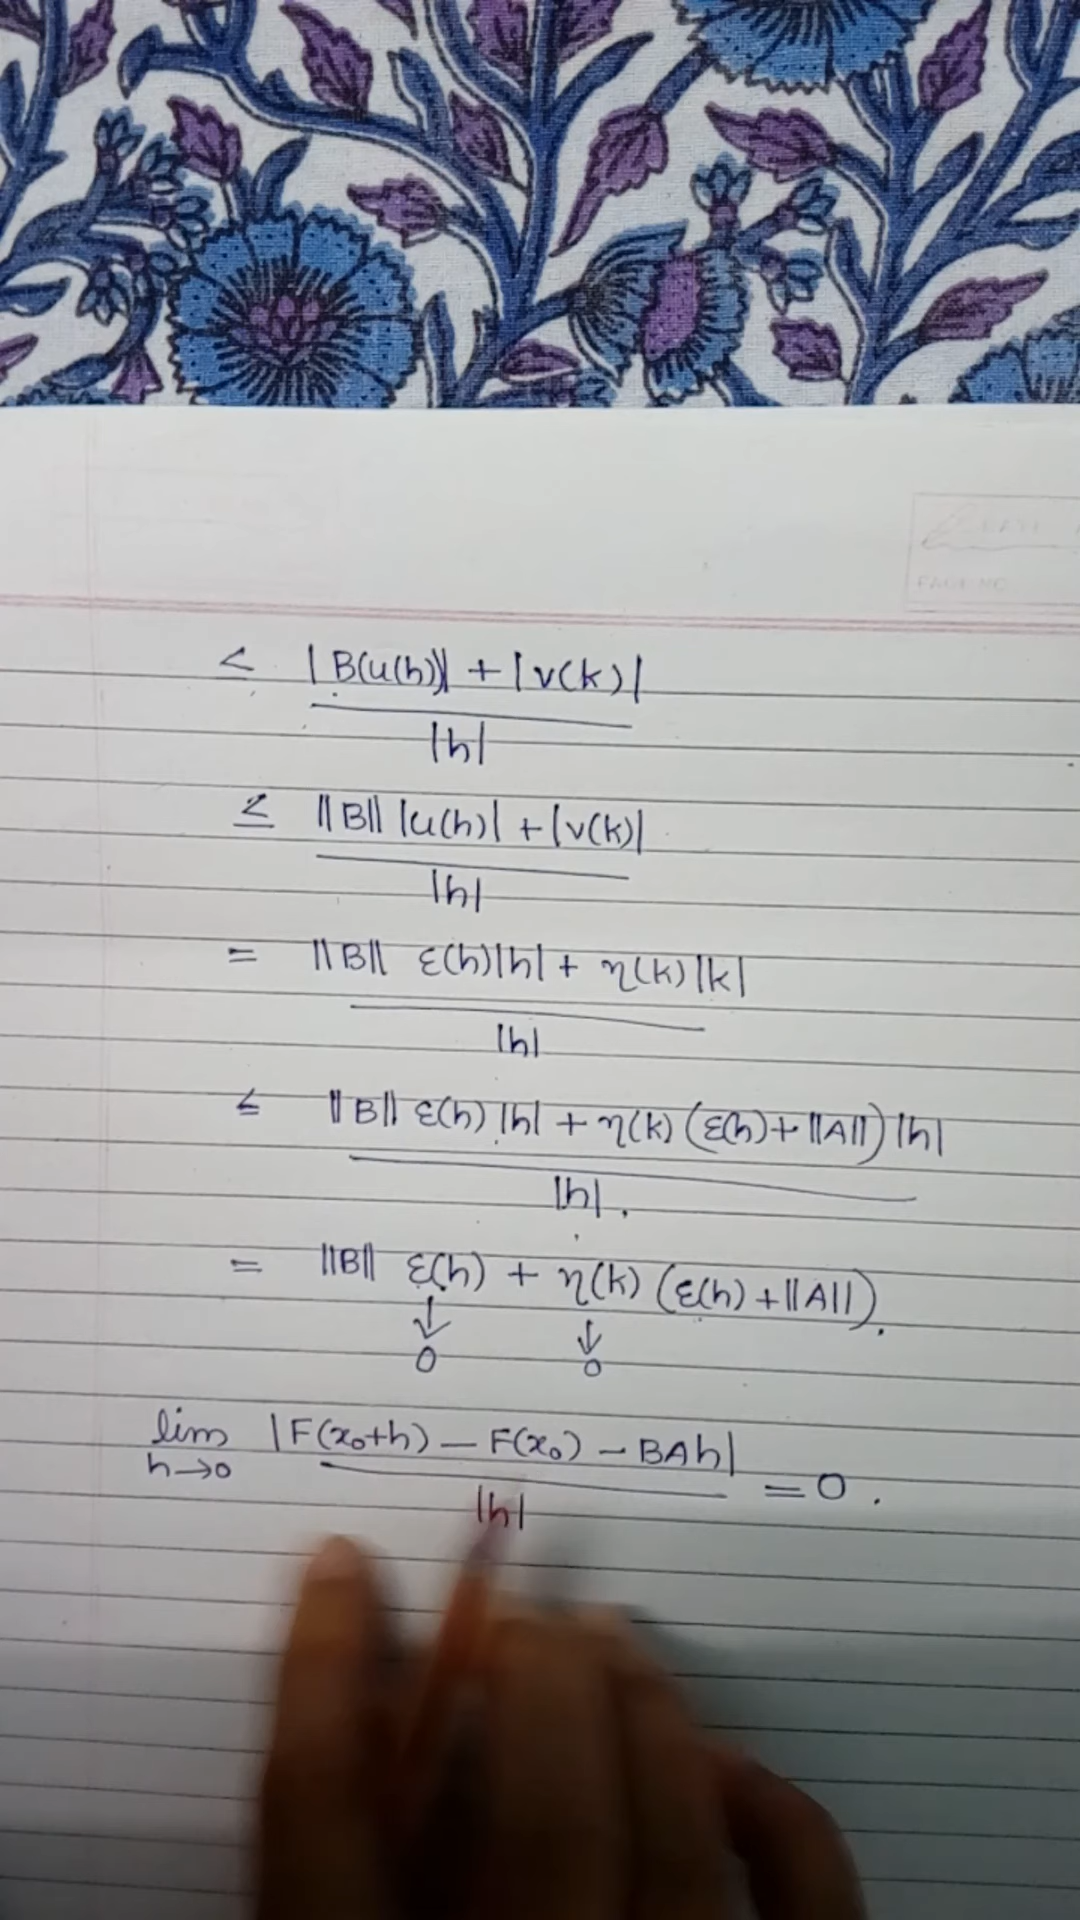 < |B(u(h))| + |v(k)|
|h|
≤ ||B|| |u(h)| + |v(k)|
|h|
= ||B|| ε(h)|h| + η(k)|k|
|h|
≤ ||B|| ε(h) |h| + η(k) (ε(h) + ||A||) |h|
|h|.
= ||B|| ε(h) + η(k) (ε(h) + ||A||).
↓ ↓
0 0
lim |F(x₀+h) − F(x₀) − BAh|
h→0 = 0.
|h|